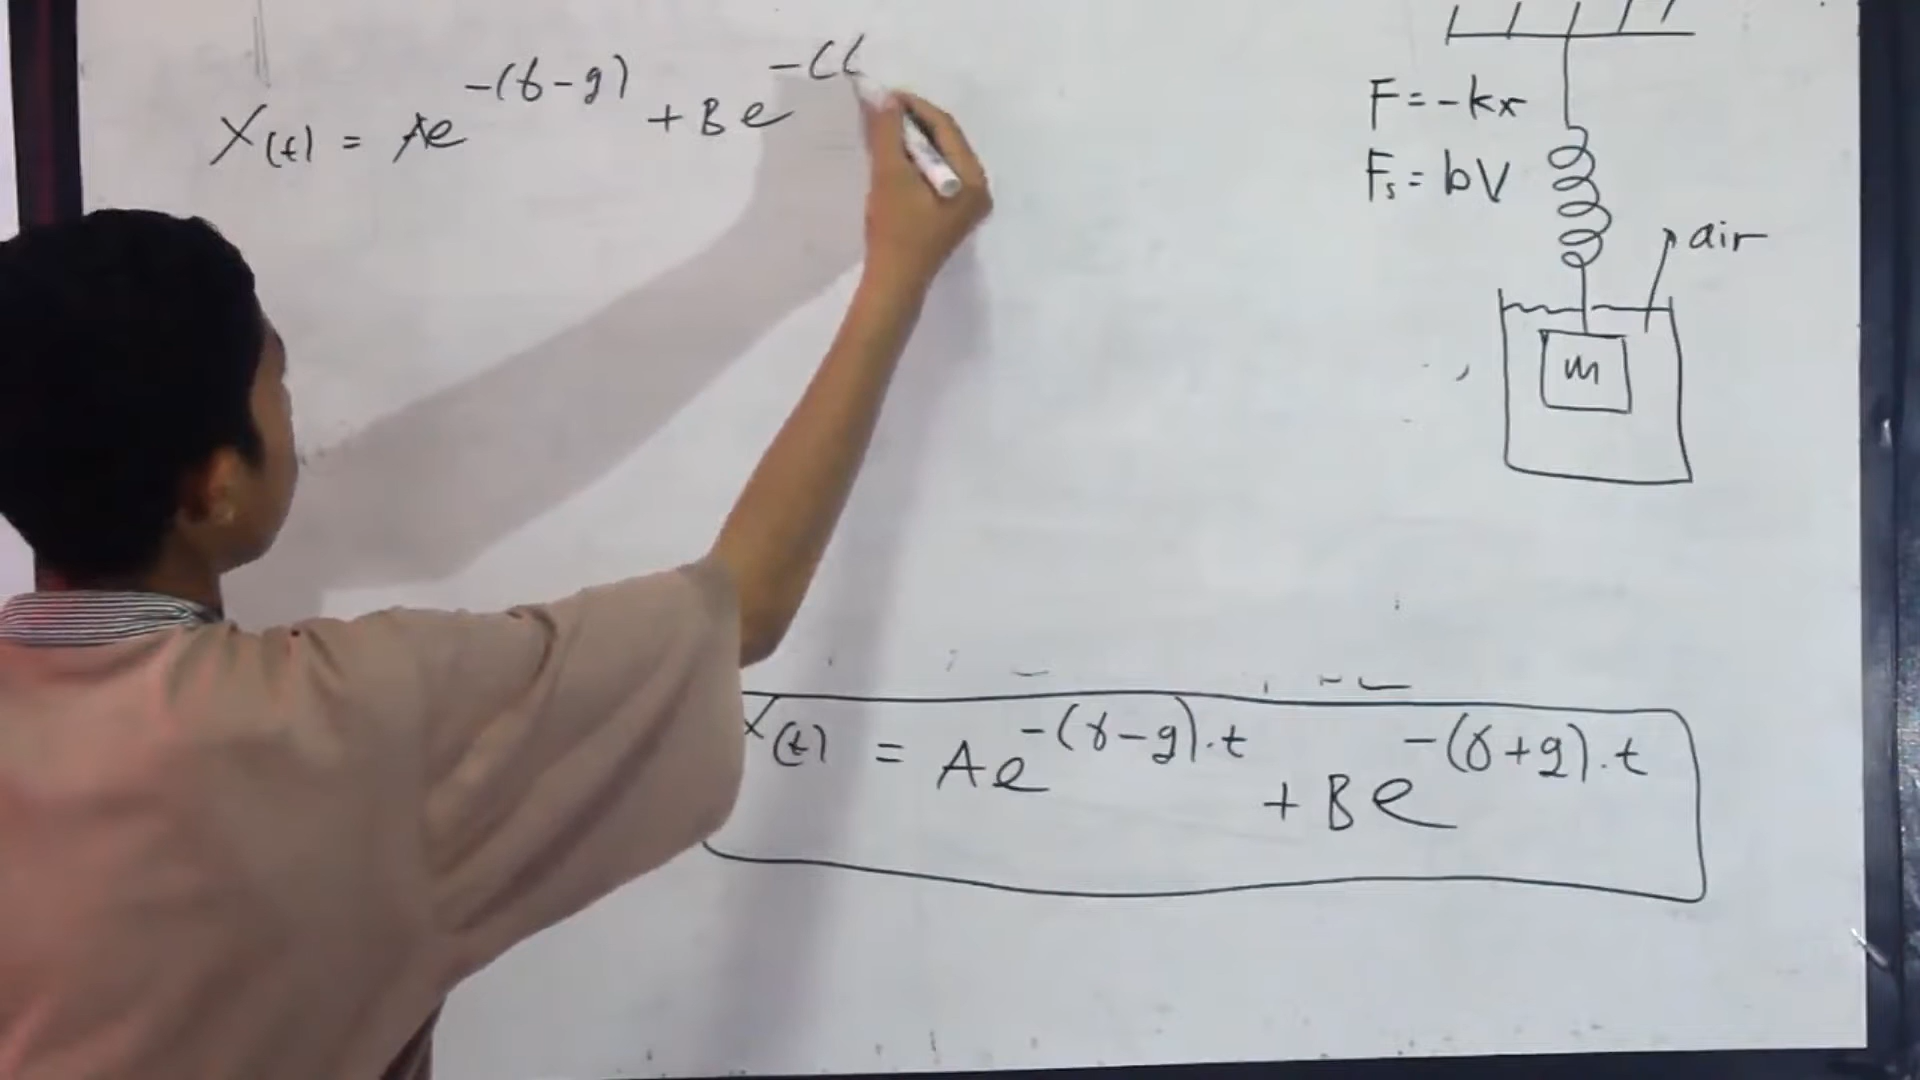 X(t) = Ae^-(γ-g) + Be^-((
F = -kx
Fs = bV
air
m
X(t) = Ae^-(γ-g).t + Be^-(γ+g).t